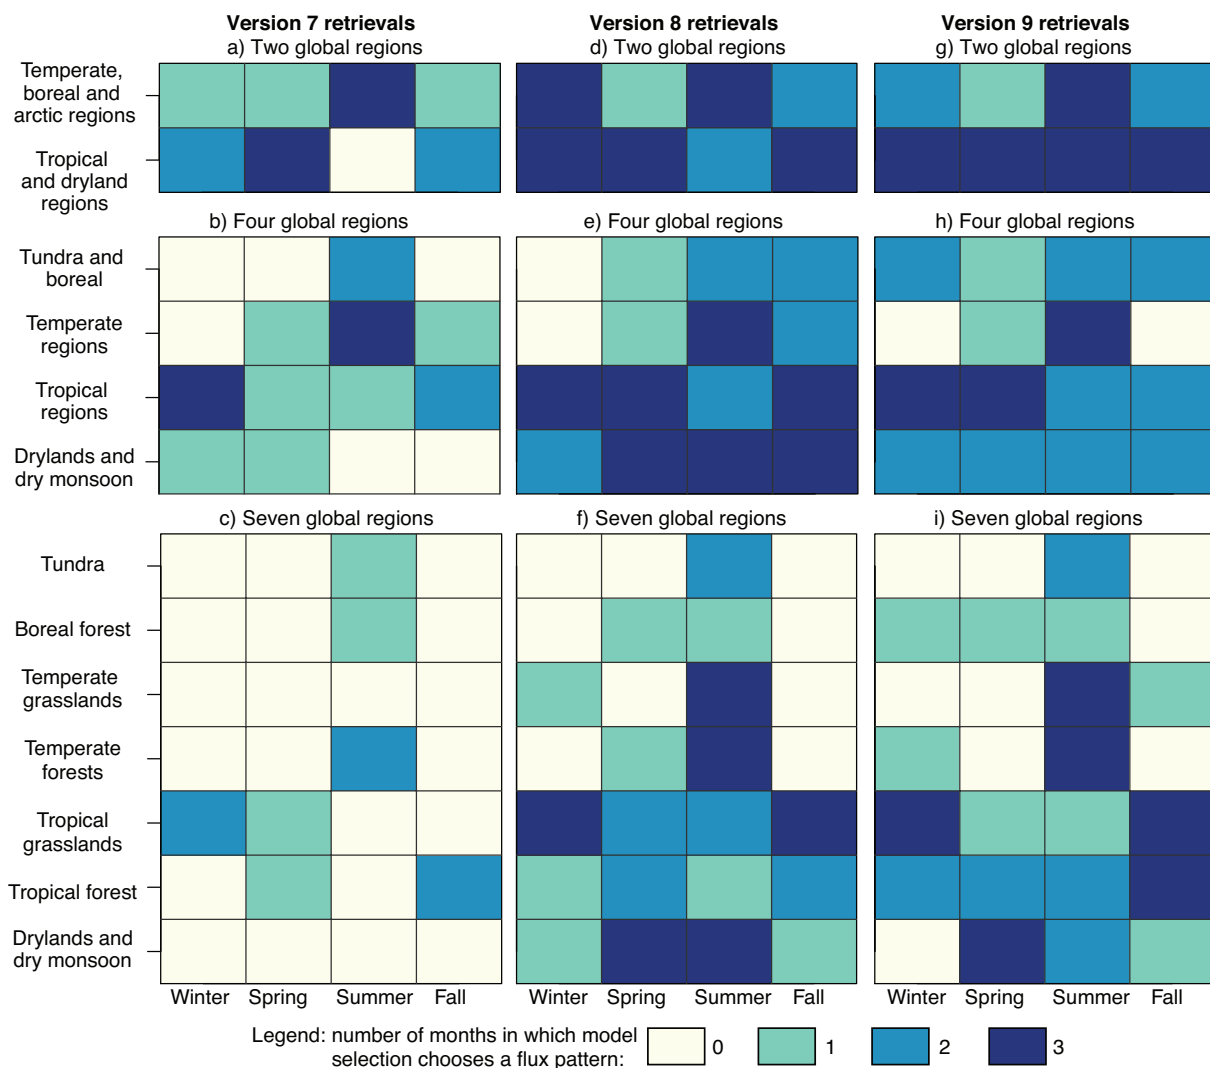 Version 7 retrievals
Version 8 retrievals
Version 9 retrievals
a) Two global regions
d) Two global regions
g) Two global regions
Temperate,
boreal and
arctic regions
Tropical
and dryland
regions
b) Four global regions
e) Four global regions
h) Four global regions
Tundra and
boreal
Temperate
regions
Tropical
regions
Drylands and
dry monsoon
c) Seven global regions
f) Seven global regions
i) Seven global regions
Tundra
Boreal forest
Temperate
grasslands
Temperate
forests
Tropical
grasslands
Tropical forest
Drylands and
dry monsoon
Winter Spring Summer Fall
Winter Spring Summer Fall
Winter Spring Summer Fall
Legend: number of months in which model
selection chooses a flux pattern:
0 1 2 3